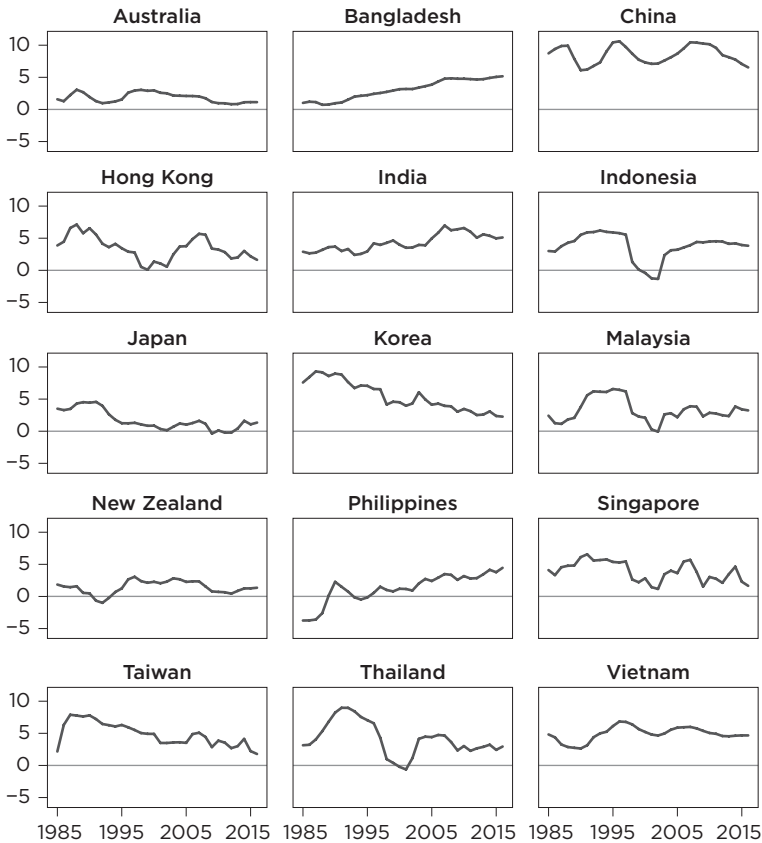 Australia
Bangladesh
China
10
5
0
−5
Hong Kong
India
Indonesia
10
5
0
−5
Japan
Korea
Malaysia
10
5
0
−5
New Zealand
Philippines
Singapore
10
5
0
−5
Taiwan
Thailand
Vietnam
10
5
0
−5
1985 1995 2005 2015 1985 1995 2005 2015 1985 1995 2005 2015